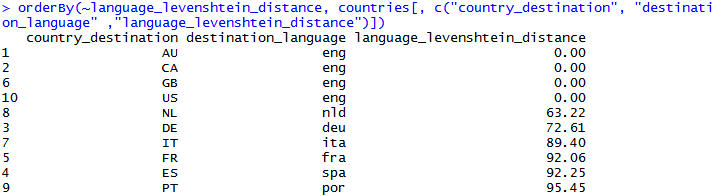 > orderBy(~language_levenshtein_distance, countries[, c("country_destination", "destinati
on_language" ,"language_levenshtein_distance")])
country_destination destination_language language_levenshtein_distance
1 AU eng 0.00
2 CA eng 0.00
6 GB eng 0.00
10 US eng 0.00
8 NL nld 63.22
3 DE deu 72.61
7 IT ita 89.40
5 FR fra 92.06
4 ES spa 92.25
9 PT por 95.45